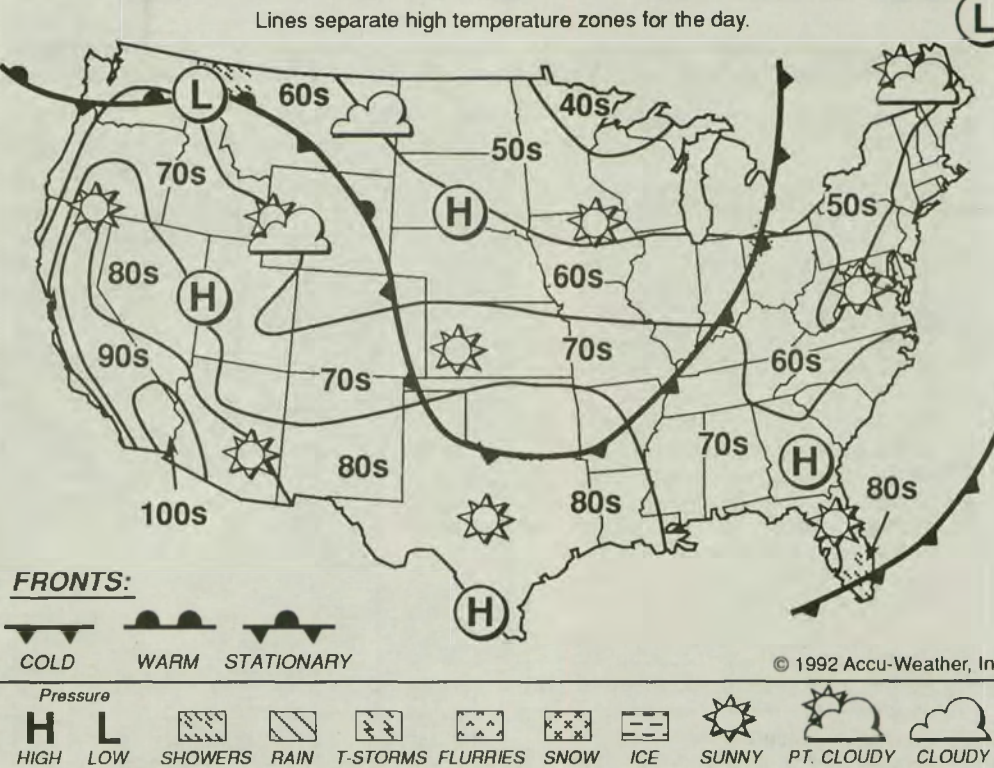 Lines separate high temperature zones for the day.
L
L
60s
40s
50s
70s
H
50s
80s
H
60s
90s
70s
70s
60s
80s
70s
H
80s
80s
100s
H
FRONTS:
COLD WARM STATIONARY
© 1992 Accu-Weather, In
Pressure
H L
HIGH LOW SHOWERS RAIN T-STORMS FLURRIES SNOW ICE SUNNY PT. CLOUDY CLOUDY